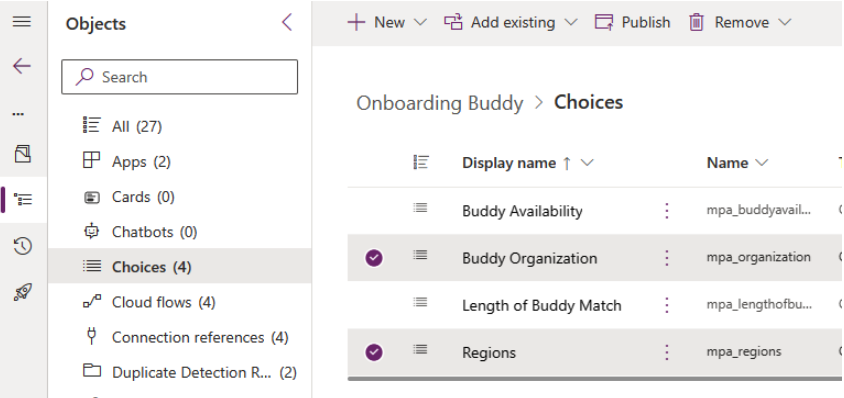 Objects
New
Add existing
Publish
Remove
Search
All (27)
Apps (2)
Cards (0)
Chatbots (0)
Choices (4)
Cloud flows (4)
Connection references (4)
Duplicate Detection R... (2)
Onboarding Buddy > Choices
Display name ↑ Name
Buddy Availability mpa_buddyavail...
Buddy Organization mpa_organization
Length of Buddy Match mpa_lengthofbu...
Regions mpa_regions